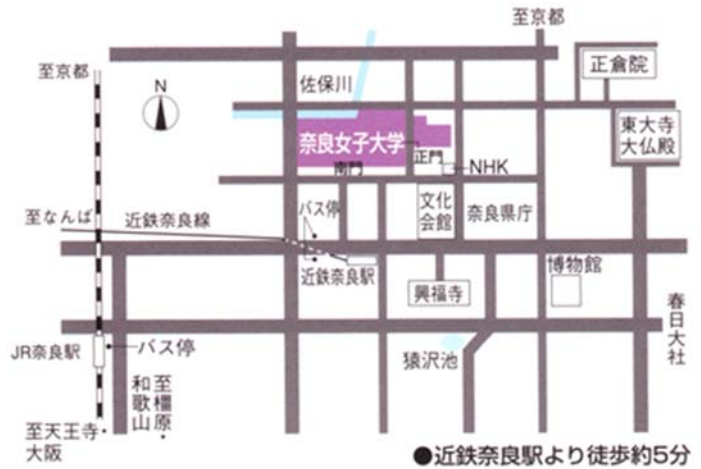 至京都
至京都
正倉院
佐保川
N
東大寺
大仏殿
奈良女子大学
正門
南門
NHK
文化
会館
奈良県庁
バス停
至なんば
近鉄奈良線
近鉄奈良駅
博物館
興福寺
春日大社
JR奈良駅
バス停
猿沢池
至橿原・
和歌山
至天王寺・
大阪
●近鉄奈良駅より徒歩約5分